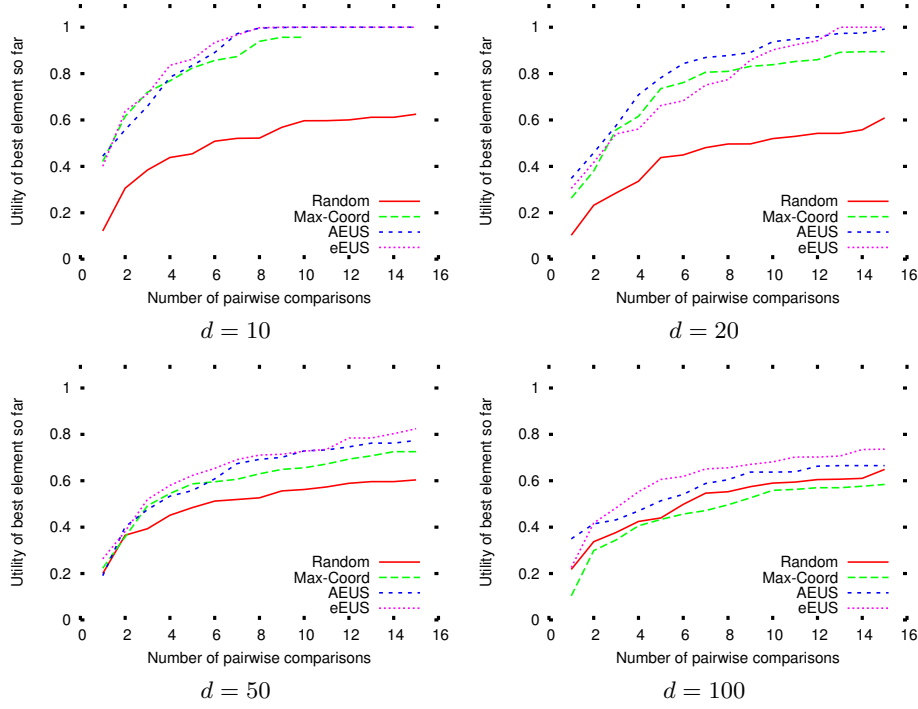 Utility of best element so far
1
0.8
0.6
0.4
0.2
0
Random
Max-Coord
AEUS
eEUS
0 2 4 6 8 10 12 14 16
Number of pairwise comparisons
d = 10
Utility of best element so far
1
0.8
0.6
0.4
0.2
0
Random
Max-Coord
AEUS
eEUS
0 2 4 6 8 10 12 14 16
Number of pairwise comparisons
d = 20
Utility of best element so far
1
0.8
0.6
0.4
0.2
0
Random
Max-Coord
AEUS
eEUS
0 2 4 6 8 10 12 14 16
Number of pairwise comparisons
d = 50
Utility of best element so far
1
0.8
0.6
0.4
0.2
0
Random
Max-Coord
AEUS
eEUS
0 2 4 6 8 10 12 14 16
Number of pairwise comparisons
d = 100